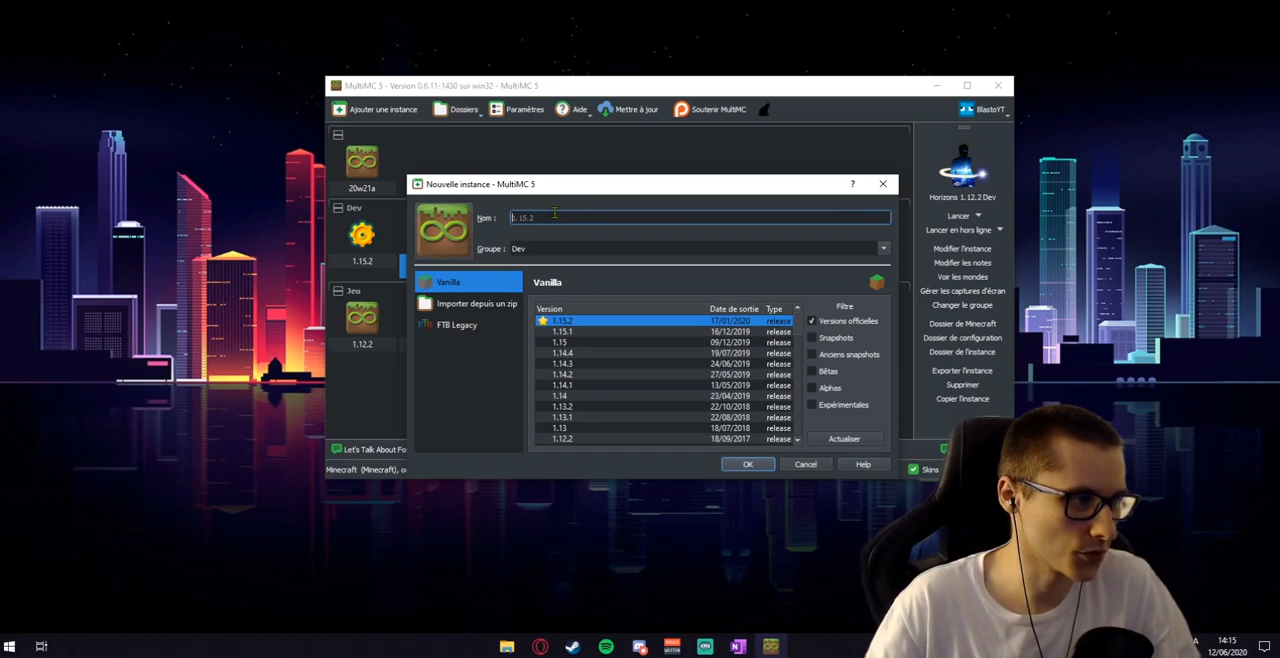 MultiMC 5 - Version 0.6.11-1430 sur win32 - MultiMC 5
Ajouter une instance Dossiers Paramètres Aide Mettre à jour Soutenir MultiMC BlastoYT
20w21a
Dev
1.15.2
Jeu
1.12.2
Nouvelle instance - MultiMC 5
?
Nom : 1.15.2
Groupe : Dev
Vanilla
Importer depuis un zip
FTB Legacy
Vanilla
Version Date de sortie Type
1.15.2 17/01/2020 release
1.15.1 16/12/2019 release
1.15 09/12/2019 release
1.14.4 19/07/2019 release
1.14.3 24/06/2019 release
1.14.2 27/05/2019 release
1.14.1 13/05/2019 release
1.14 23/04/2019 release
1.13.2 22/10/2018 release
1.13.1 22/08/2018 release
1.13 18/07/2018 release
1.12.2 18/09/2017 release
Filtre
Versions officielles
Snapshots
Anciens snapshots
Bêtas
Alphas
Expérimentales
Actualiser
OK Cancel Help
Horizons 1.12.2 Dev
Lancer
Lancer en hors ligne
Modifier l'instance
Modifier les notes
Voir les mondes
Gérer les captures d'écran
Changer le groupe
Dossier de Minecraft
Dossier de configuration
Dossier de l'instance
Exporter l'instance
Supprimer
Copier l'instance
Let's Talk About Fo
Minecraft (Minecraft), o
Skins
14:15
12/06/2020